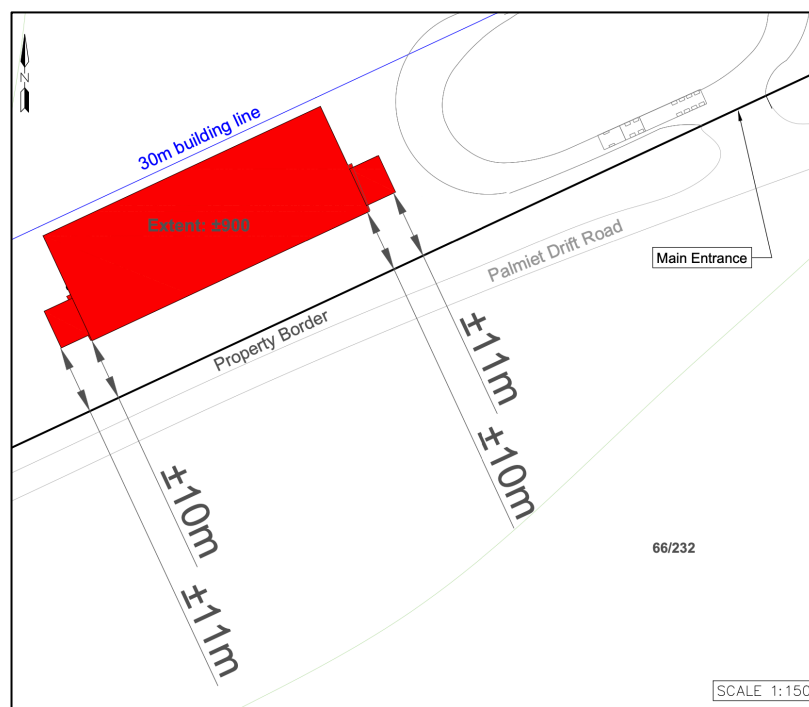 N
30m building line
Extent: ±900
Main Entrance
Palmiet Drift Road
Property Border
±11m
±10m
±10m
±11m
66/232
SCALE 1:150